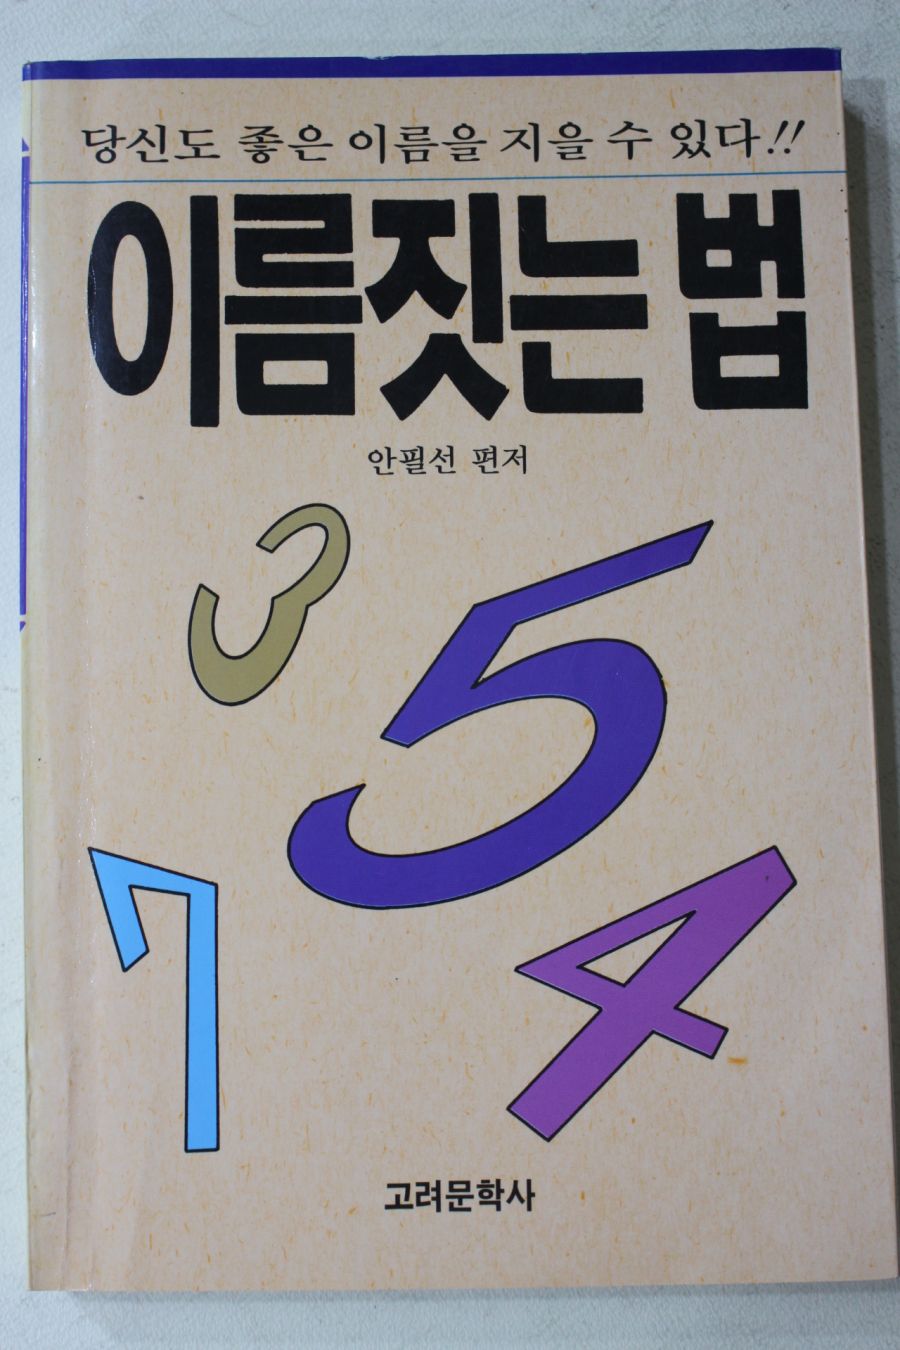 당신도 좋은 이름을 지을 수 있다!!
이름짓는 법
안필선 편저
3
5
7
4
고려문학사